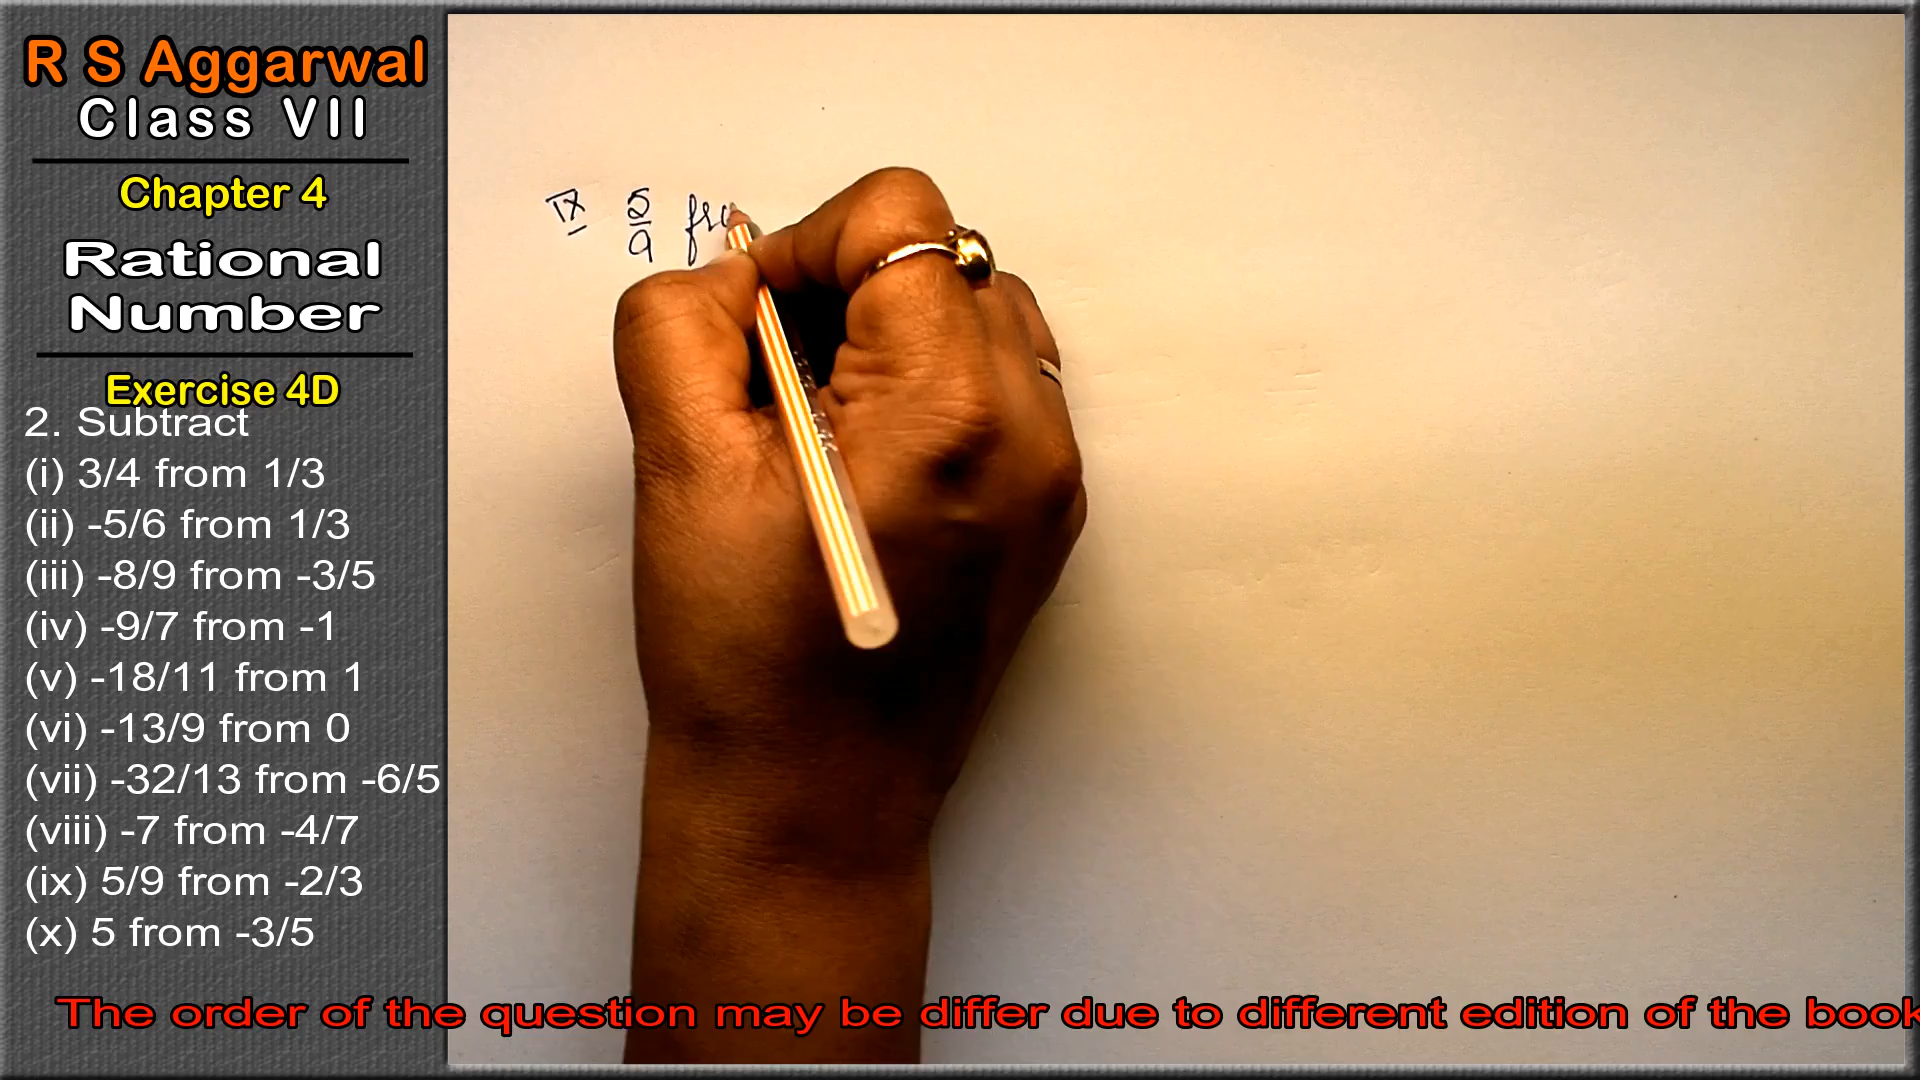 R S Aggarwal
Class VII
Chapter 4
Rational
Number
Exercise 4D
2. Subtract
(i) 3/4 from 1/3
(ii) -5/6 from 1/3
(iii) -8/9 from -3/5
(iv) -9/7 from -1
(v) -18/11 from 1
(vi) -13/9 from 0
(vii) -32/13 from -6/5
(viii) -7 from -4/7
(ix) 5/9 from -2/3
(x) 5 from -3/5
IX 5/9 fro
The order of the question may be differ due to different edition of the book